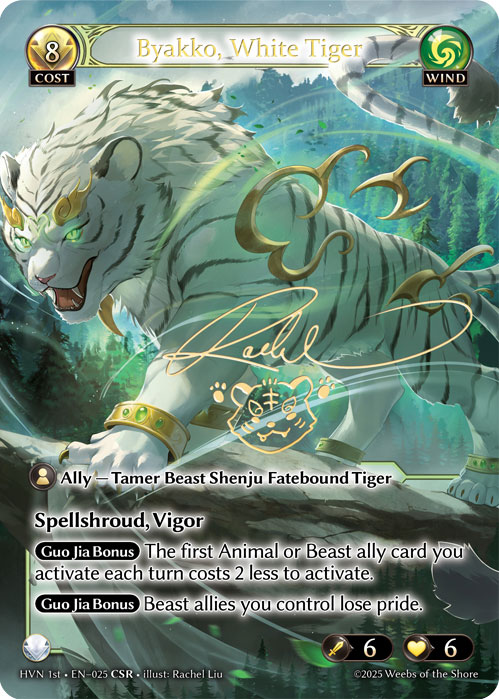 8
COST
Byakko, White Tiger
WIND
Rachel
Ally — Tamer Beast Shenju Fatebound Tiger
Spellshroud, Vigor
Guo Jia Bonus The first Animal or Beast ally card you
activate each turn costs 2 less to activate.
Guo Jia Bonus Beast allies you control lose pride.
6
6
HVN 1st • EN-025 CSR • illust: Rachel Liu
©2025 Weebs of the Shore